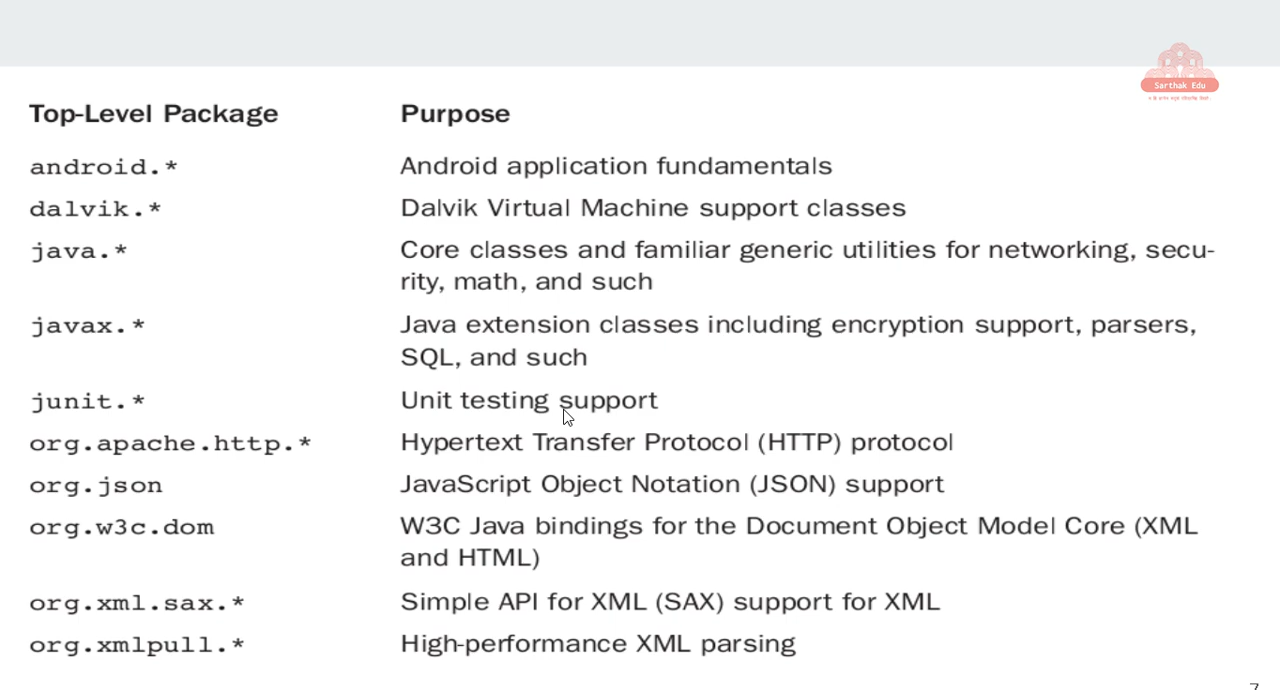 Sarthak Edu
Top-Level Package Purpose
android.* Android application fundamentals
dalvik.* Dalvik Virtual Machine support classes
java.* Core classes and familiar generic utilities for networking, secu-
rity, math, and such
javax.* Java extension classes including encryption support, parsers,
SQL, and such
junit.* Unit testing support
org.apache.http.* Hypertext Transfer Protocol (HTTP) protocol
org.json JavaScript Object Notation (JSON) support
org.w3c.dom W3C Java bindings for the Document Object Model Core (XML
and HTML)
org.xml.sax.* Simple API for XML (SAX) support for XML
org.xmlpull.* High-performance XML parsing